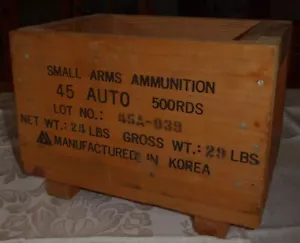 SMALL ARMS AMMUNITION
45 AUTO 500RDS
LOT NO.: 45A-039
NET WT.: 24 LBS GROSS WT.: 29 LBS
MANUFACTURED IN KOREA